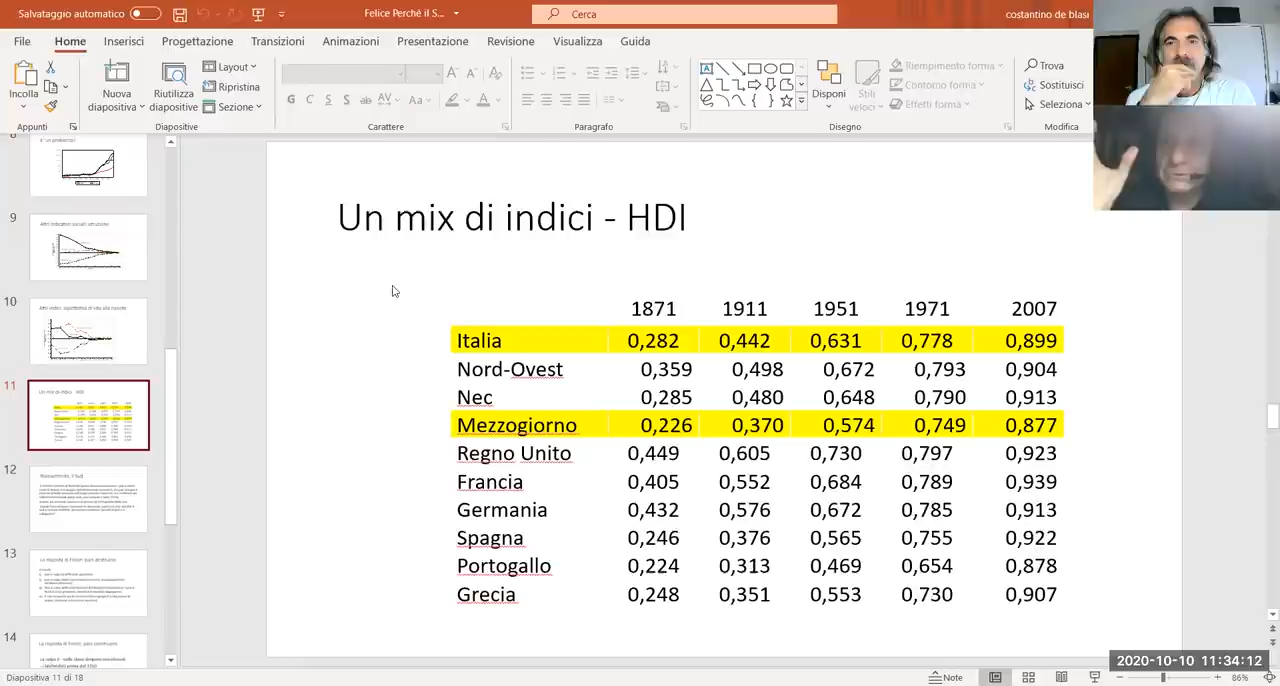 Salvataggio automatico
Felice Perché il S...
Cerca
costantino de blasi
File Home Inserisci Progettazione Transizioni Animazioni Presentazione Revisione Visualizza Guida
Incolla
Nuova diapositiva
Riutilizza diapositive
Layout
Ripristina
Sezione
G C S S ab AV Aa A A A
Disponi
Stili veloci
Riempimento forma
Contorno forma
Effetti forma
Trova
Sostituisci
Seleziona
Appunti Diapositive Carattere Paragrafo Disegno Modifica
9
10
11
12
13
14
Un mix di indici - HDI
1871 1911 1951 1971 2007
Italia 0,282 0,442 0,631 0,778 0,899
Nord-Ovest 0,359 0,498 0,672 0,793 0,904
Nec 0,285 0,480 0,648 0,790 0,913
Mezzogiorno 0,226 0,370 0,574 0,749 0,877
Regno Unito 0,449 0,605 0,730 0,797 0,923
Francia 0,405 0,552 0,684 0,789 0,939
Germania 0,432 0,576 0,672 0,785 0,913
Spagna 0,246 0,376 0,565 0,755 0,922
Portogallo 0,224 0,313 0,469 0,654 0,878
Grecia 0,248 0,351 0,553 0,730 0,907
2020-10-10 11:34:12
Diapositiva 11 di 18
Note
86%